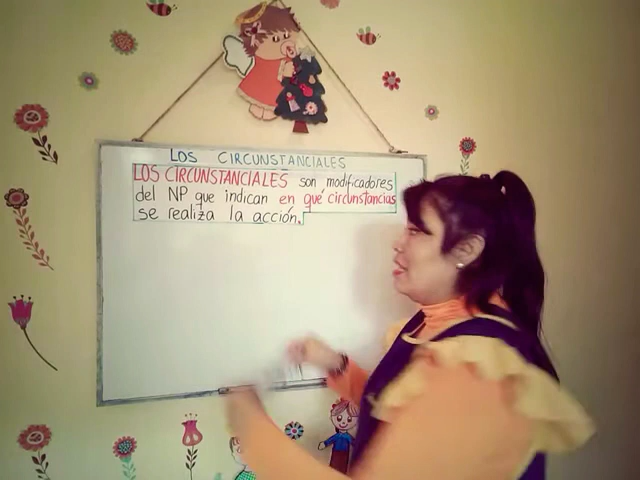 LOS CIRCUNSTANCIALES
LOS CIRCUNSTANCIALES son modificadores
del NP que indican en qué circunstancias
se realiza la acción.